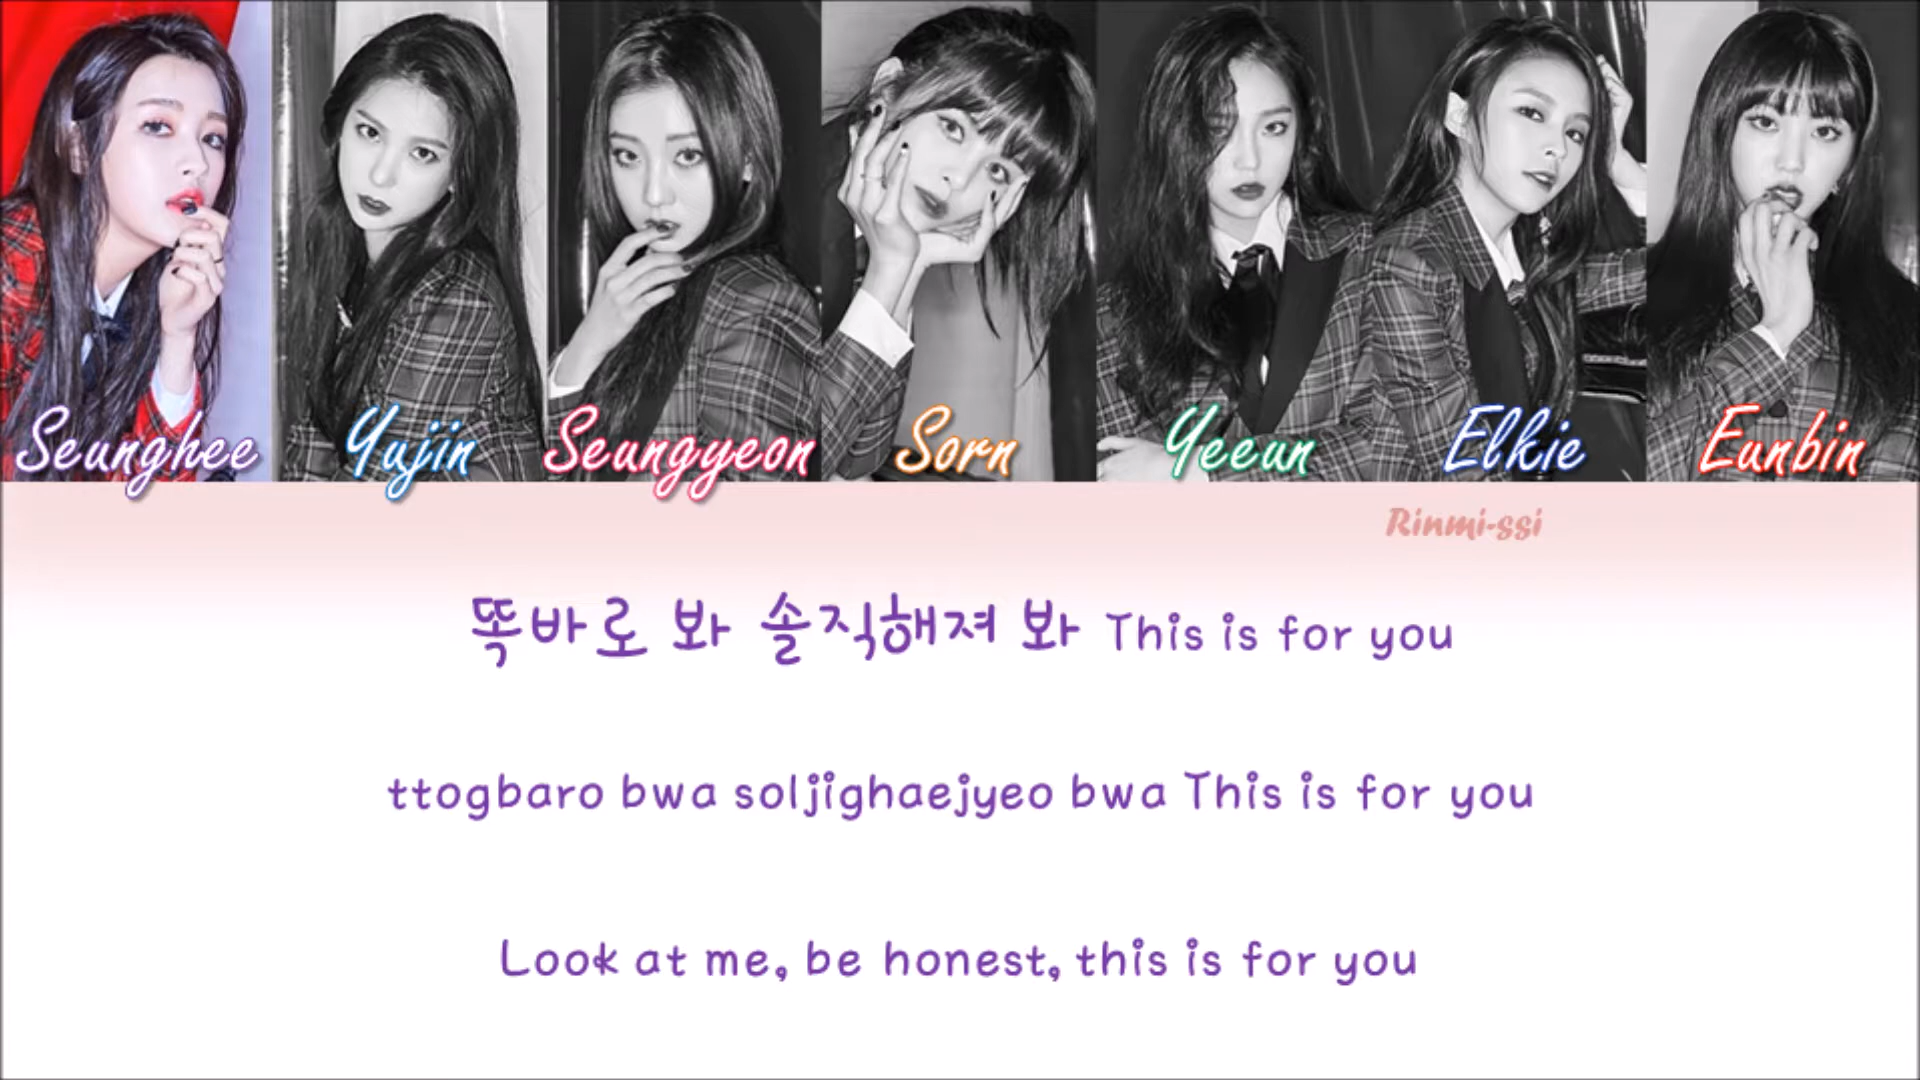 Seunghee Yujin Seungyeon Sorn Yeeun Elkie Eunbin
Rinmi-ssi
똑바로 봐 솔직해져 봐 This is for you
ttogbaro bwa soljighaejyeo bwa This is for you
Look at me, be honest, this is for you